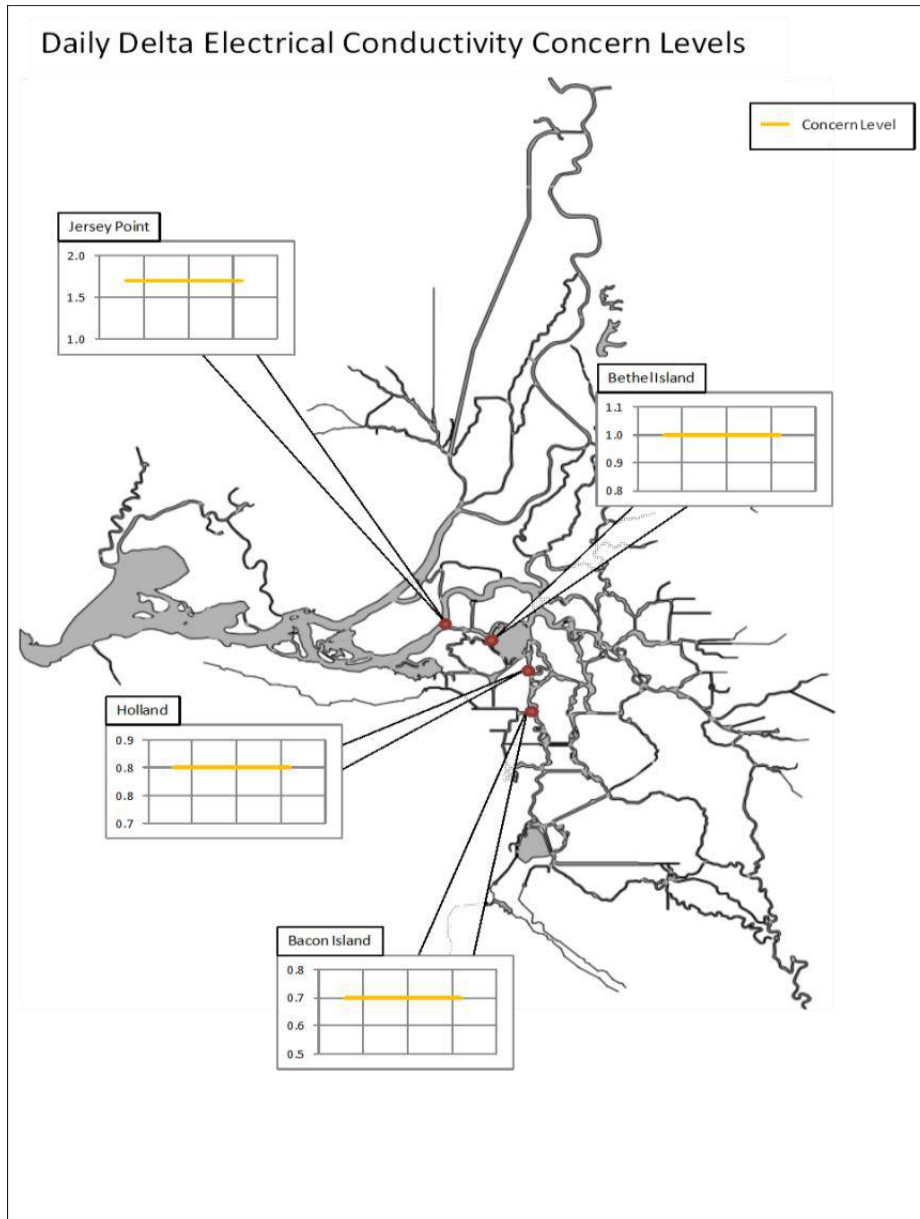 Daily Delta Electrical Conductivity Concern Levels
Concern Level
Jersey Point
2.0
1.5
1.0
Bethel Island
1.1
1.0
0.9
0.8
Holland
0.9
0.8
0.8
0.7
Bacon Island
0.8
0.7
0.6
0.5